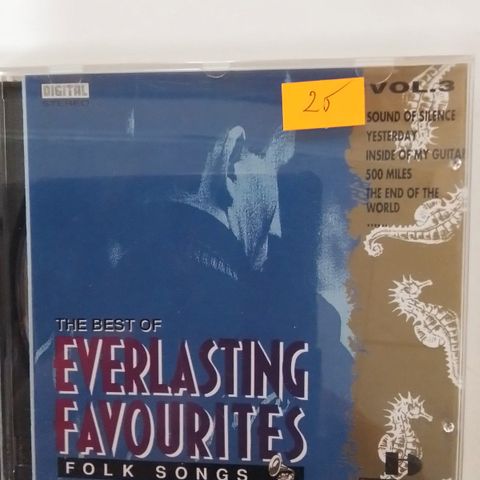 DIGITAL
STEREO
25
VOL.3
SOUND OF SILENCE
YESTERDAY
INSIDE OF MY GUITAR
500 MILES
THE END OF THE
WORLD
......
THE BEST OF
EVERLASTING
FAVOURITES
FOLK SONGS